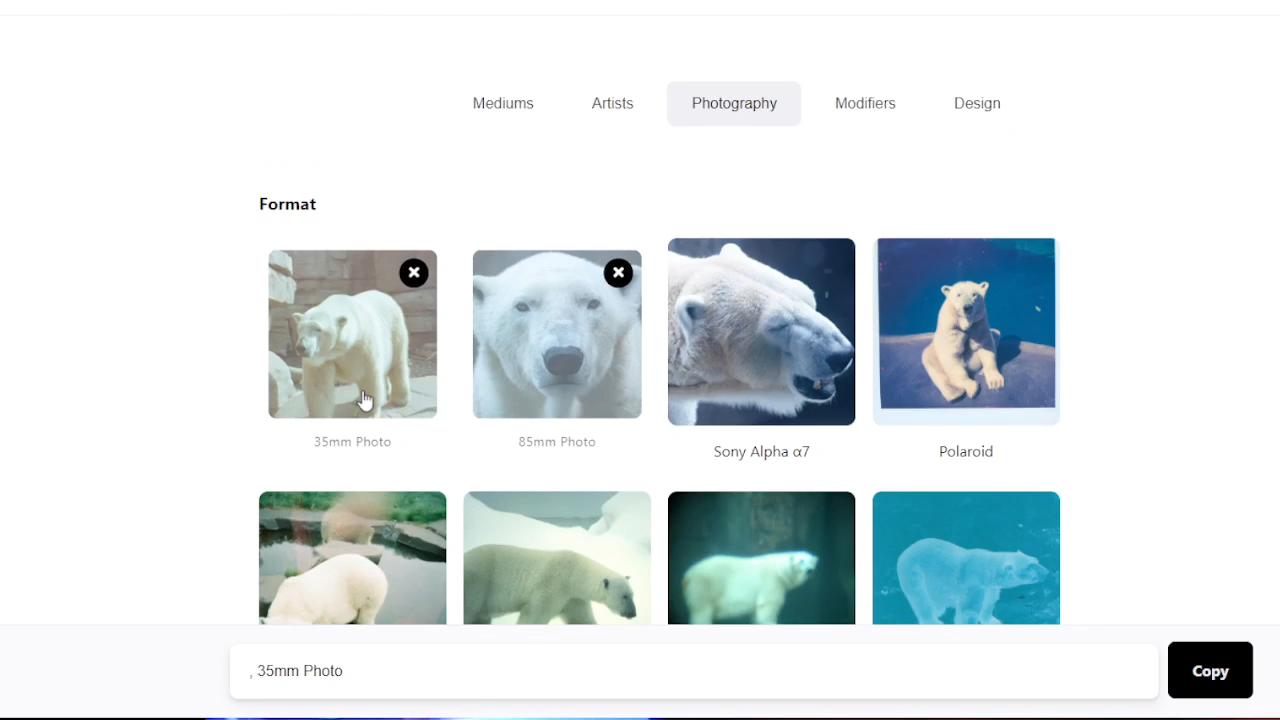 Mediums Artists Photography Modifiers Design
Format
35mm Photo 85mm Photo Sony Alpha α7 Polaroid
, 35mm Photo Copy